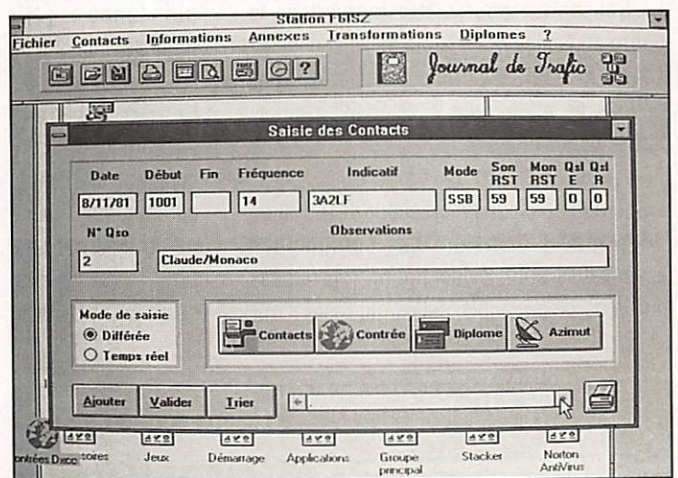 Station F6ISZ
Fichier Contacts Informations Annexes Transformations Diplomes ?
Journal de Trafic
?
Saisie des Contacts
Date Début Fin Fréquence Indicatif Mode Son RST Mon RST Qsl E Qsl R
8/11/81 1001 14 3A2LF SSB 59 59 0 0
N° Qso Observations
2 Claude/Monaco
Mode de saisie
Différée
Temps réel
Contacts Contrée Diplome Azimut
Ajouter Valider Trier
ontrées Dxcc toires Jeux Démarrage Applications Groupe principal Stacker Norton AntiVirus